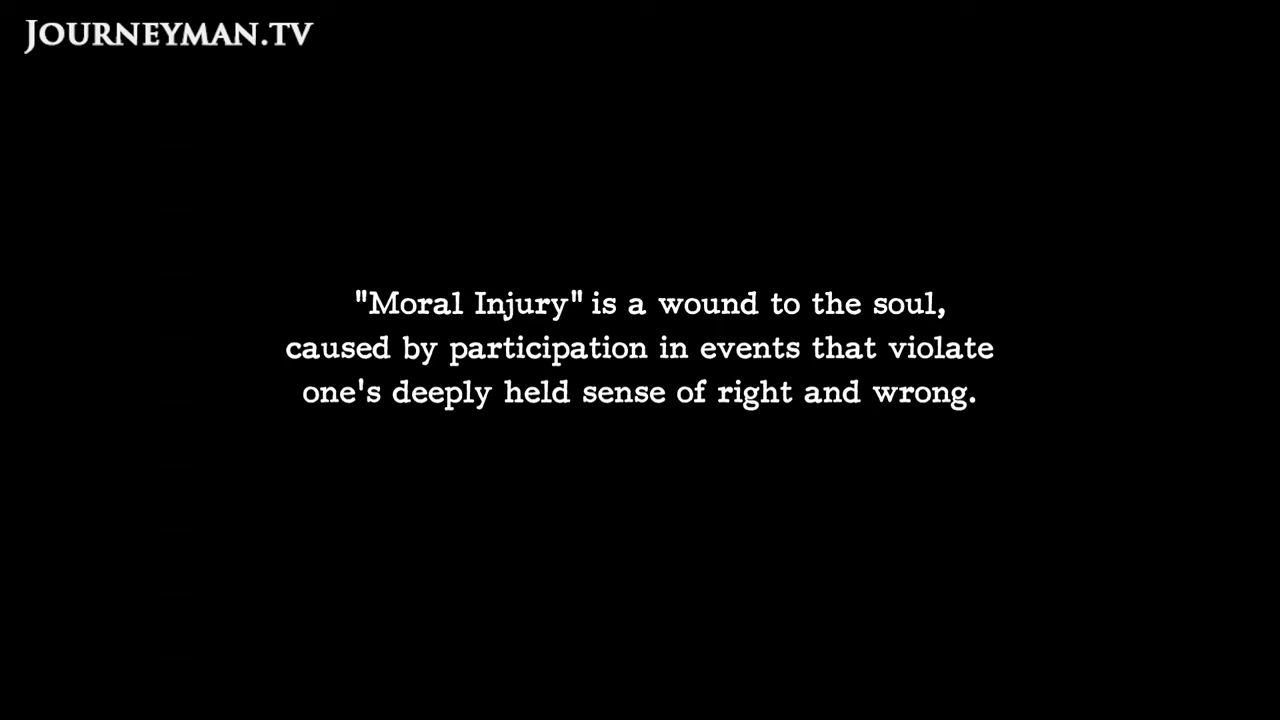 JOURNEYMAN.TV
"Moral Injury" is a wound to the soul,
caused by participation in events that violate
one's deeply held sense of right and wrong.